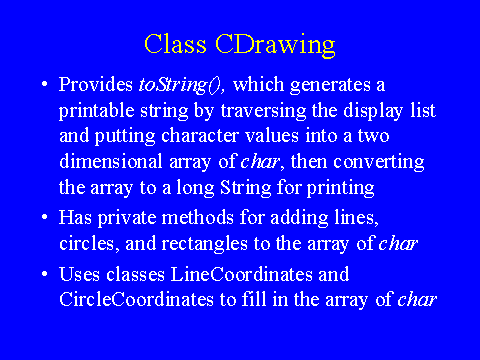 Class CDrawing
• Provides toString(), which generates a
printable string by traversing the display list
and putting character values into a two
dimensional array of char, then converting
the array to a long String for printing
• Has private methods for adding lines,
circles, and rectangles to the array of char
• Uses classes LineCoordinates and
CircleCoordinates to fill in the array of char